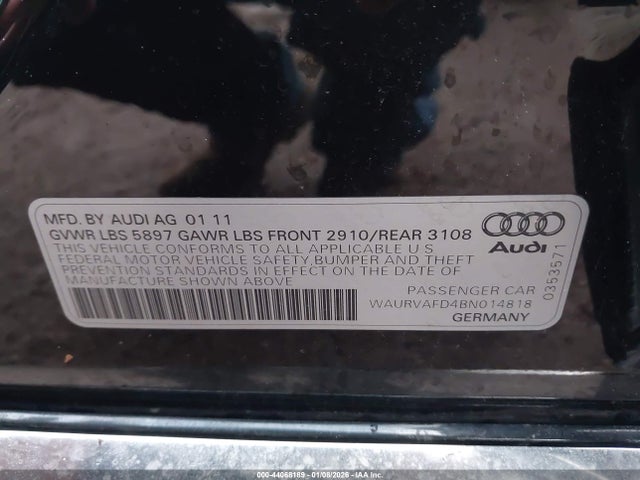 MFD. BY AUDI AG 01 11
GVWR LBS 5897 GAWR LBS FRONT 2910/REAR 3108
THIS VEHICLE CONFORMS TO ALL APPLICABLE U S
FEDERAL MOTOR VEHICLE SAFETY,BUMPER AND THEFT
PREVENTION STANDARDS IN EFFECT ON THE DATE OF
MANUFACTURE SHOWN ABOVE
Audi
0353571
PASSENGER CAR
WAURVAFD4BN014818
GERMANY
000-44068169 - 01/08/2026 - IAA Inc.